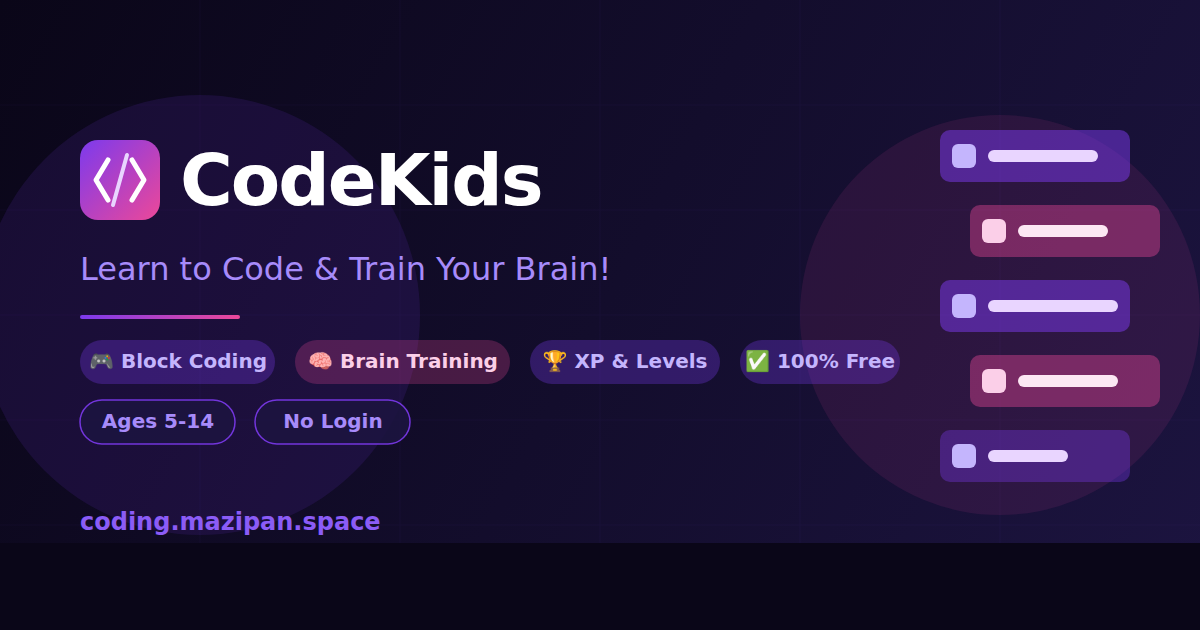 CodeKids
Learn to Code & Train Your Brain!
🎮 Block Coding
🧠 Brain Training
🏆 XP & Levels
✅ 100% Free
Ages 5-14
No Login
coding.mazipan.space